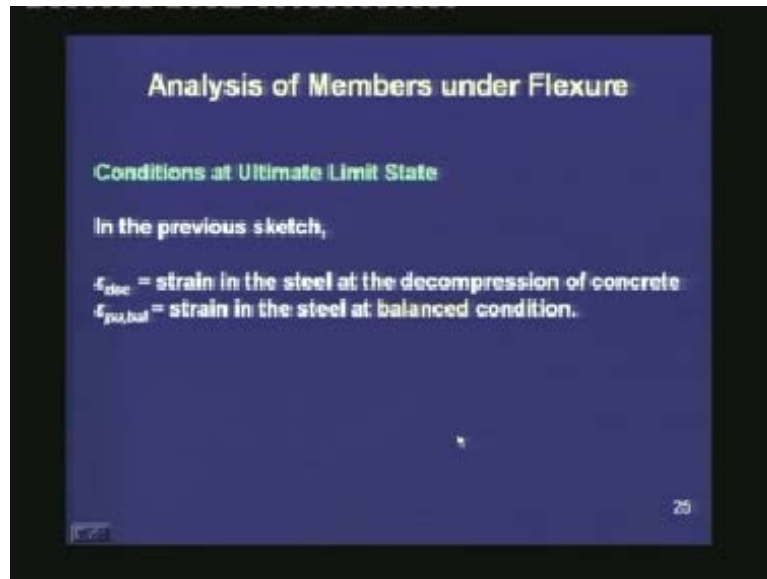 Analysis of Members under Flexure
Conditions at Ultimate Limit State
In the previous sketch,
εdec = strain in the steel at the decompression of concrete
εpu,bal = strain in the steel at balanced condition.
25